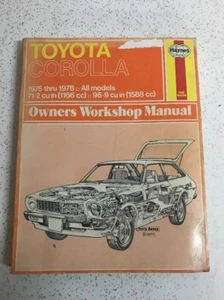 TOYOTA
COROLLA
Haynes
1975 thru 1978 :: All models
71·2 cu in (1166 cc) :: 96·9 cu in (1588 cc)
Owners Workshop Manual